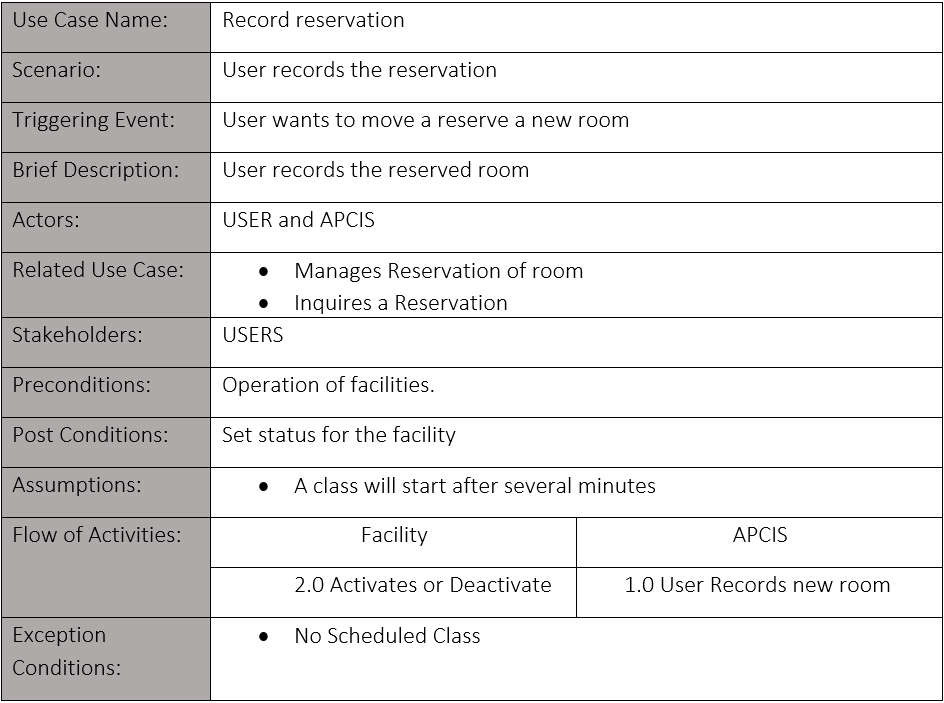 Use Case Name: Record reservation
Scenario: User records the reservation
Triggering Event: User wants to move a reserve a new room
Brief Description: User records the reserved room
Actors: USER and APCIS
Related Use Case: • Manages Reservation of room
• Inquires a Reservation
Stakeholders: USERS
Preconditions: Operation of facilities.
Post Conditions: Set status for the facility
Assumptions: • A class will start after several minutes
Flow of Activities: Facility APCIS
2.0 Activates or Deactivate 1.0 User Records new room
Exception • No Scheduled Class
Conditions: